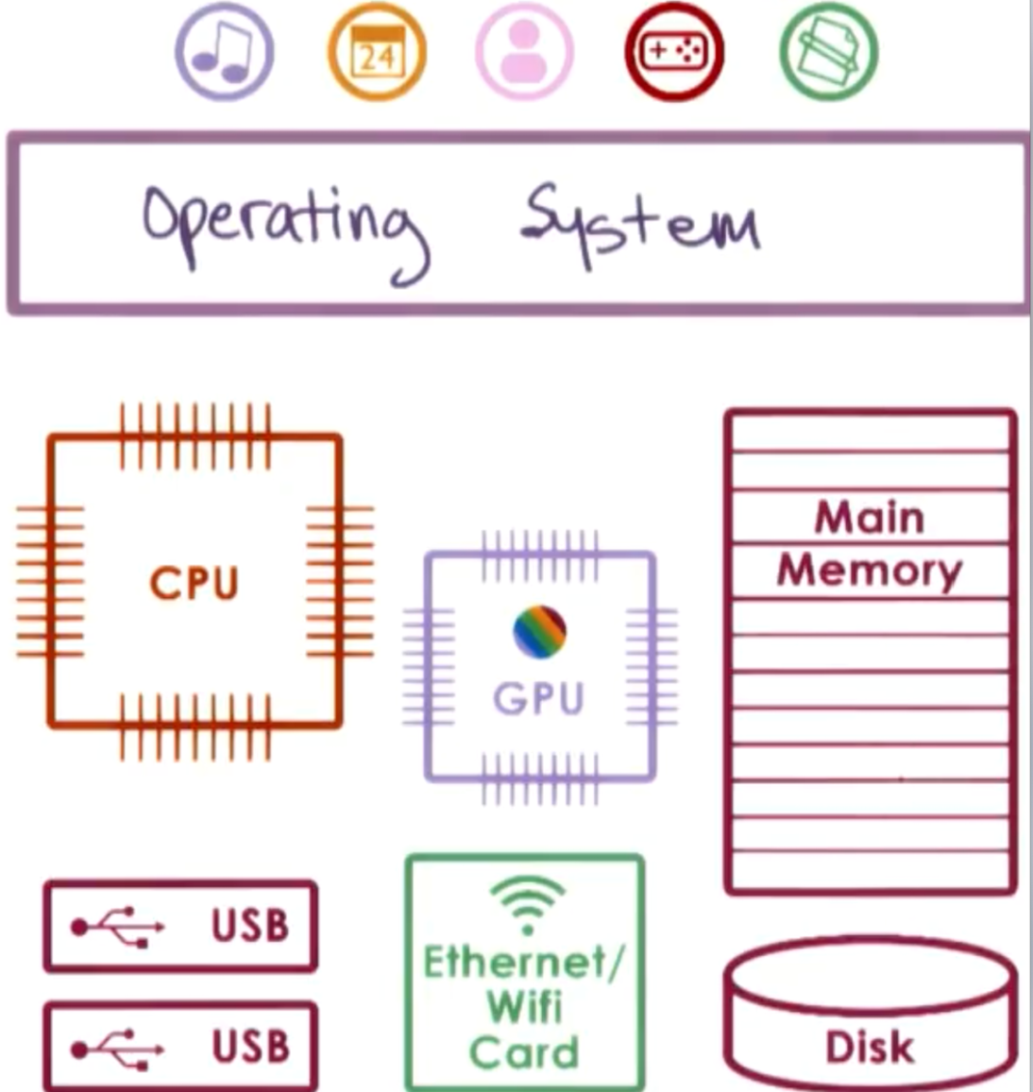 24
Operating System
CPU
GPU
Main
Memory
USB
USB
Ethernet/
Wifi
Card
Disk